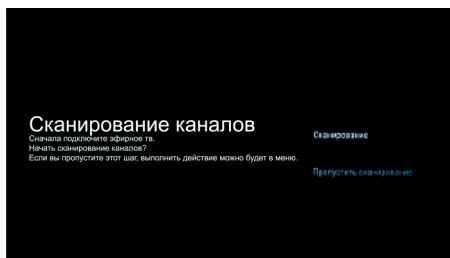 Сканирование каналов
Сначала подключите эфирное тв.
Начать сканирование каналов?
Если вы пропустите этот шаг, выполнить действие можно будет в меню.
Сканирование
Пропустить сканирование